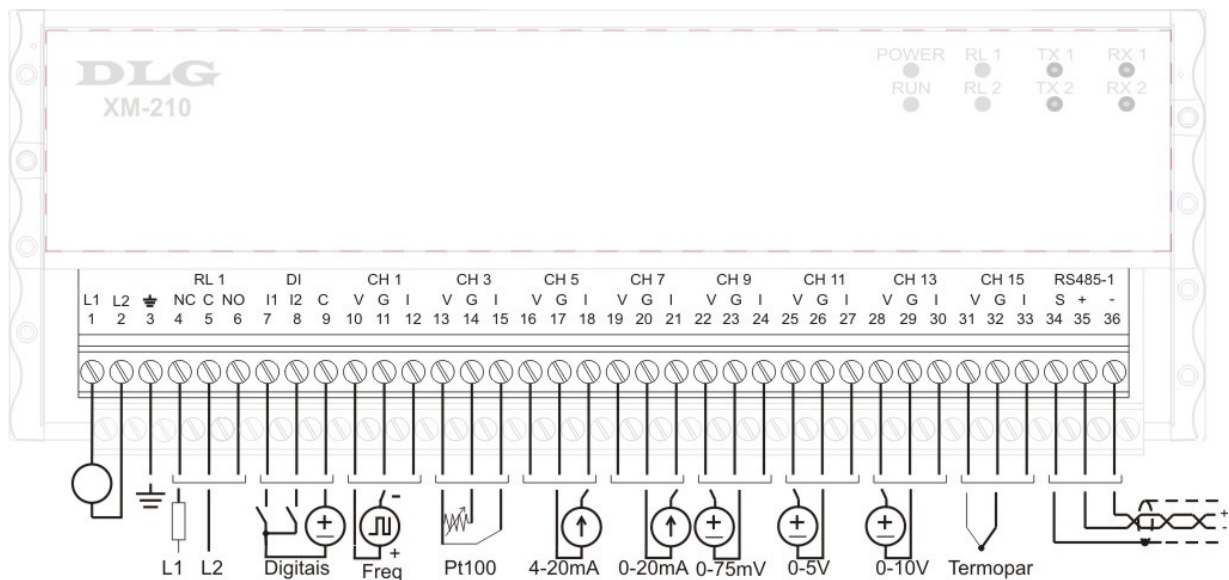 DLG
XM-210
POWER RL 1 TX 1 RX 1
RUN RL 2 TX 2 RX 2
RL 1 DI CH 1 CH 3 CH 5 CH 7 CH 9 CH 11 CH 13 CH 15 RS485-1
L1 L2 NC C NO I1 I2 C V G I V G I V G I V G I V G I V G I V G I V G I S + -
1 2 3 4 5 6 7 8 9 10 11 12 13 14 15 16 17 18 19 20 21 22 23 24 25 26 27 28 29 30 31 32 33 34 35 36
L1 L2 Digitais Freq Pt100 4-20mA 0-20mA 0-75mV 0-5V 0-10V Termopar